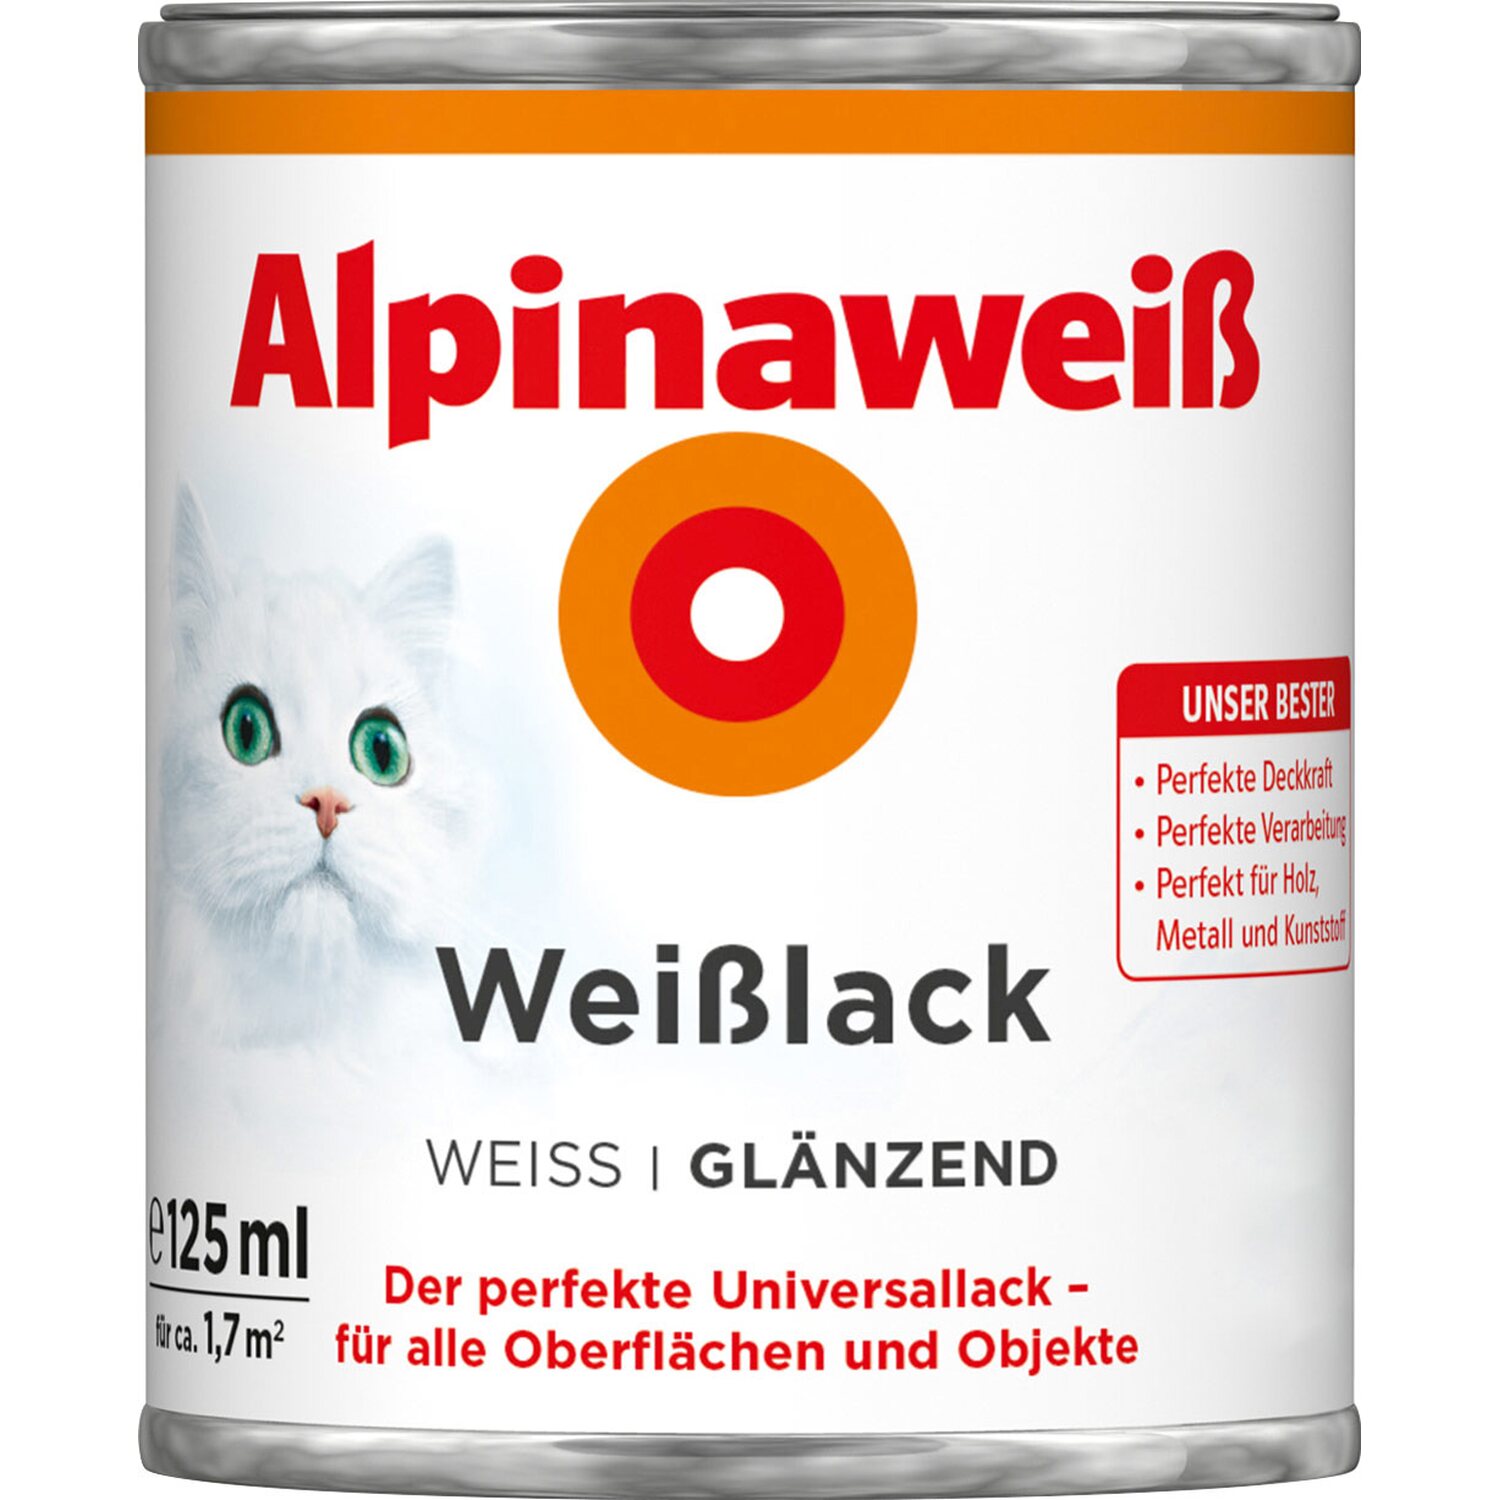 Alpinaweiß
UNSER BESTER
• Perfekte Deckkraft
• Perfekte Verarbeitung
• Perfekt für Holz,
Metall und Kunststoff
Weißlack
WEISS | GLÄNZEND
℮125 ml
für ca. 1,7 m²
Der perfekte Universallack –
für alle Oberflächen und Objekte